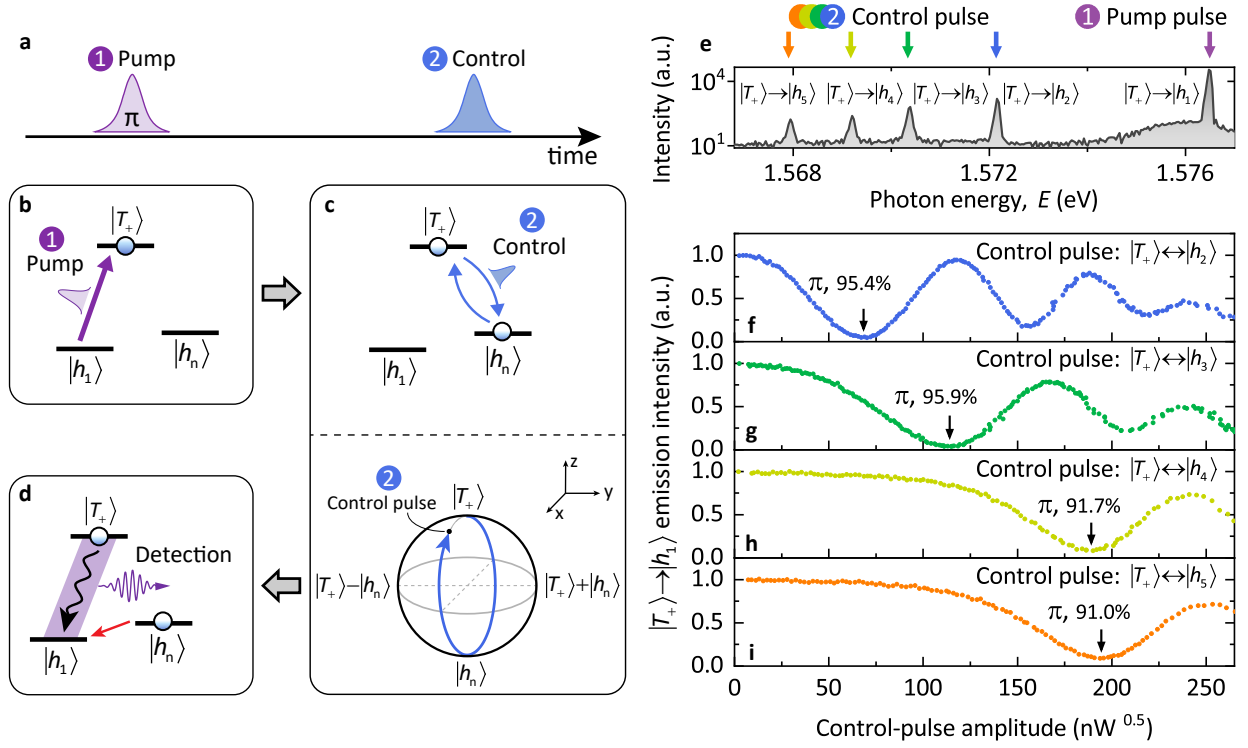 a
1 Pump
2 Control
π
time
b
|T₊⟩
1
Pump
|h₁⟩
|hₙ⟩
c
|T₊⟩
2
Control
|h₁⟩
|hₙ⟩
2
Control pulse
|T₊⟩
z
y
x
|T₊⟩−|hₙ⟩
|T₊⟩+|hₙ⟩
|hₙ⟩
d
|T₊⟩
Detection
|h₁⟩
|hₙ⟩
2 Control pulse
1 Pump pulse
e
Intensity (a.u.)
10⁴
10¹
|T₊⟩→|h₅⟩
|T₊⟩→|h₄⟩
|T₊⟩→|h₃⟩
|T₊⟩→|h₂⟩
|T₊⟩→|h₁⟩
1.568
1.572
1.576
Photon energy, E (eV)
|T₊⟩→|h₁⟩ emission intensity (a.u.)
1.0
0.5
0.0
Control pulse: |T₊⟩↔|h₂⟩
π, 95.4%
f
1.0
0.5
0.0
Control pulse: |T₊⟩↔|h₃⟩
π, 95.9%
g
1.0
0.5
0.0
Control pulse: |T₊⟩↔|h₄⟩
π, 91.7%
h
1.0
0.5
0.0
Control pulse: |T₊⟩↔|h₅⟩
π, 91.0%
i
0
50
100
150
200
250
Control-pulse amplitude (nW ⁰·⁵)